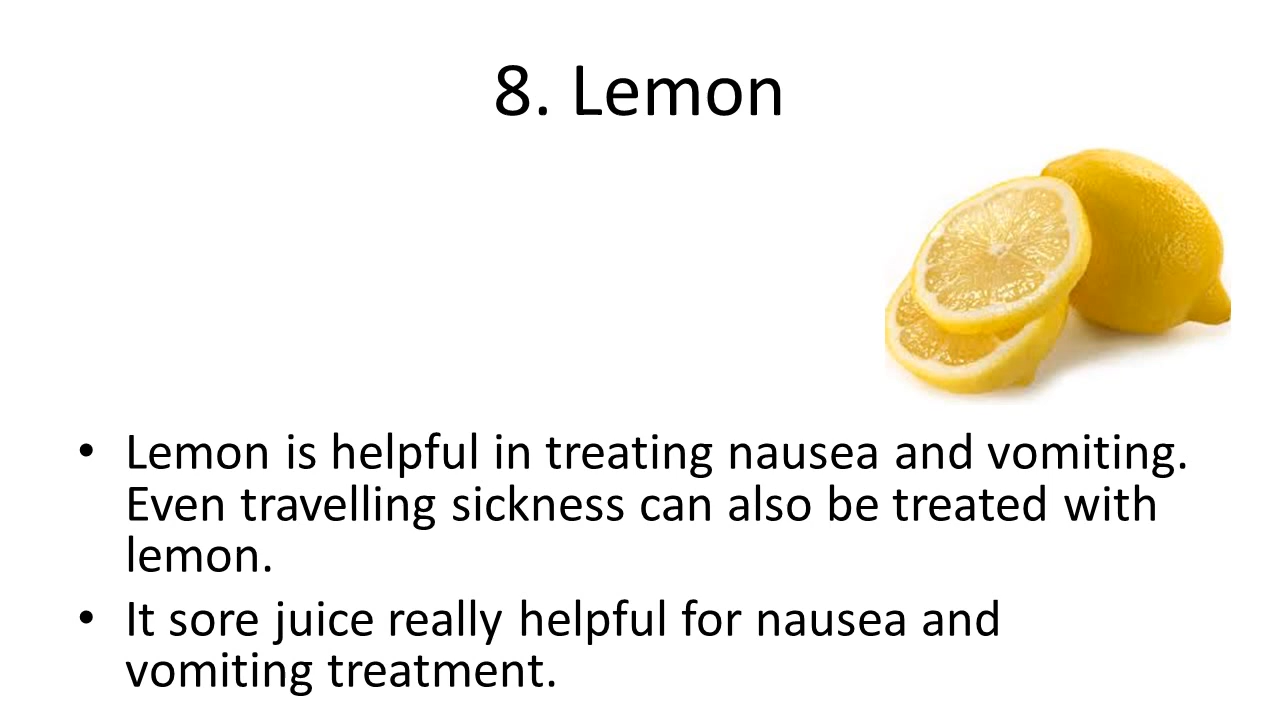 8. Lemon
• Lemon is helpful in treating nausea and vomiting.
Even travelling sickness can also be treated with
lemon.
• It sore juice really helpful for nausea and
vomiting treatment.